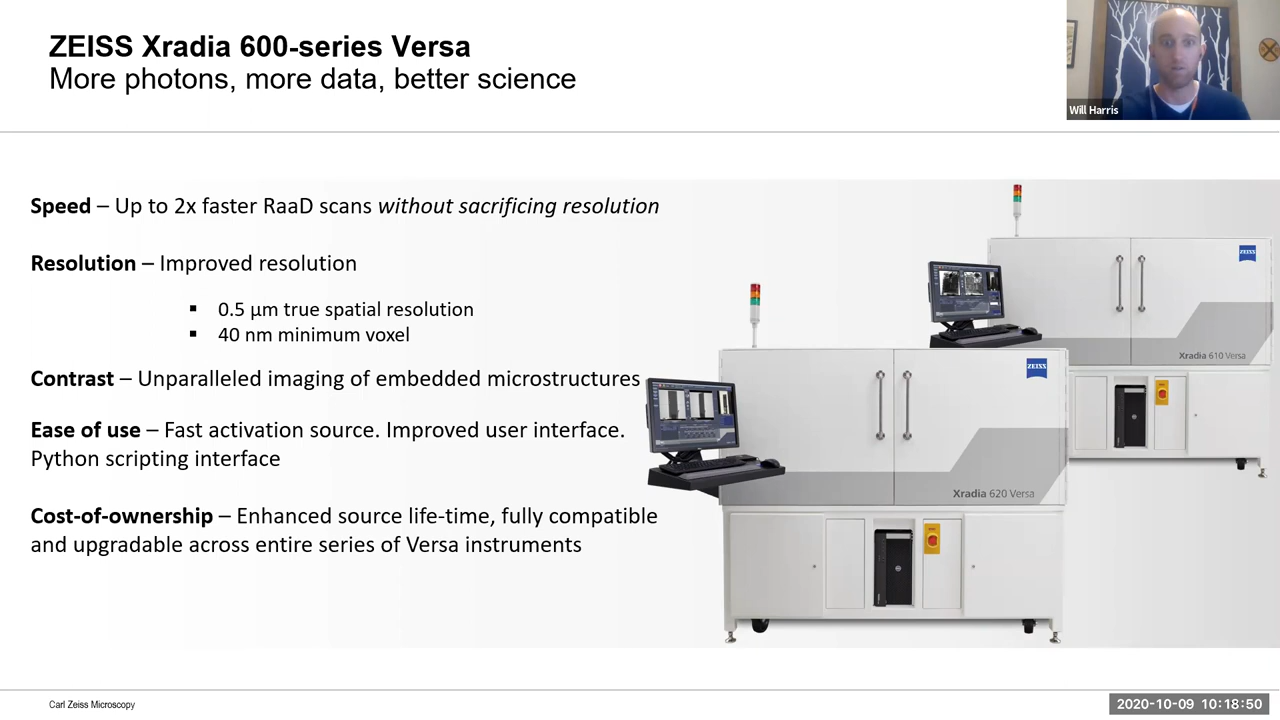 ZEISS Xradia 600-series Versa
More photons, more data, better science
Will Harris
Speed – Up to 2x faster RaaD scans without sacrificing resolution
Resolution – Improved resolution
▪ 0.5 µm true spatial resolution
▪ 40 nm minimum voxel
Contrast – Unparalleled imaging of embedded microstructures
Ease of use – Fast activation source. Improved user interface.
Python scripting interface
Cost-of-ownership – Enhanced source life-time, fully compatible
and upgradable across entire series of Versa instruments
ZEISS
Xradia 610 Versa
ZEISS
Xradia 620 Versa
Carl Zeiss Microscopy
2020-10-09 10:18:50